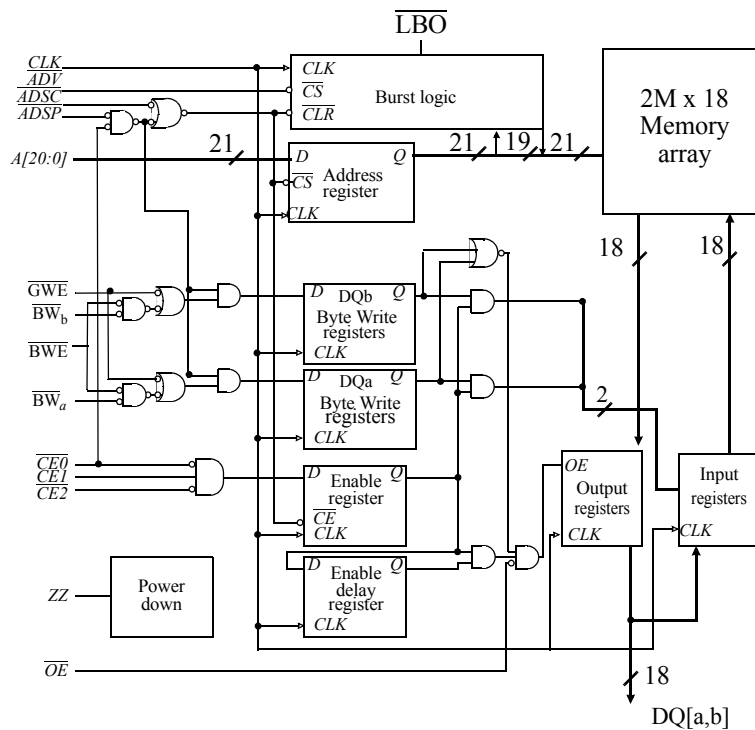 LBO
CLK
ADV
ADSC
ADSP
CLK
CS
CLR
Burst logic
2M x 18
Memory
array
A[20:0]
21
D
Q
Address
register
CS
CLK
21
19
21
18
18
GWE
BWb
BWE
BWa
D
DQb
Q
Byte Write
registers
CLK
D
DQa
Q
Byte Write
registers
CLK
2
CE0
CE1
CE2
D
Enable
Q
register
CE
CLK
OE
Output
registers
CLK
Input
registers
CLK
D
Enable
Q
delay
register
CLK
ZZ
Power
down
OE
18
DQ[a,b]